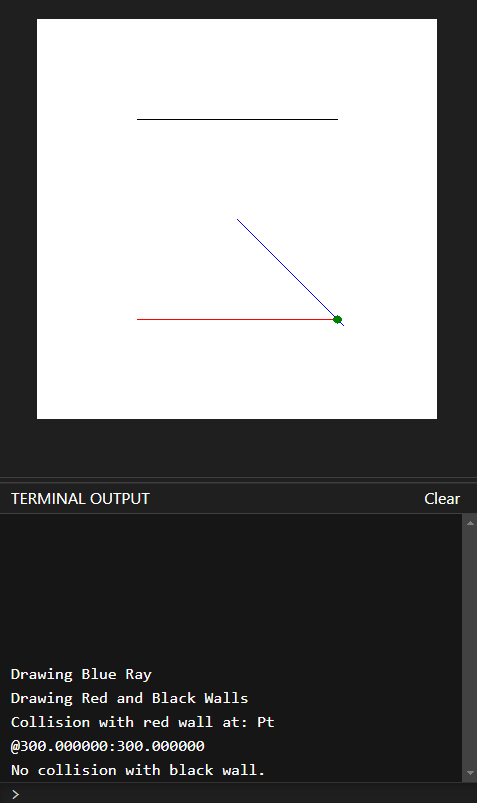 TERMINAL OUTPUT Clear
Drawing Blue Ray
Drawing Red and Black Walls
Collision with red wall at: Pt
@300.000000:300.000000
No collision with black wall.
>